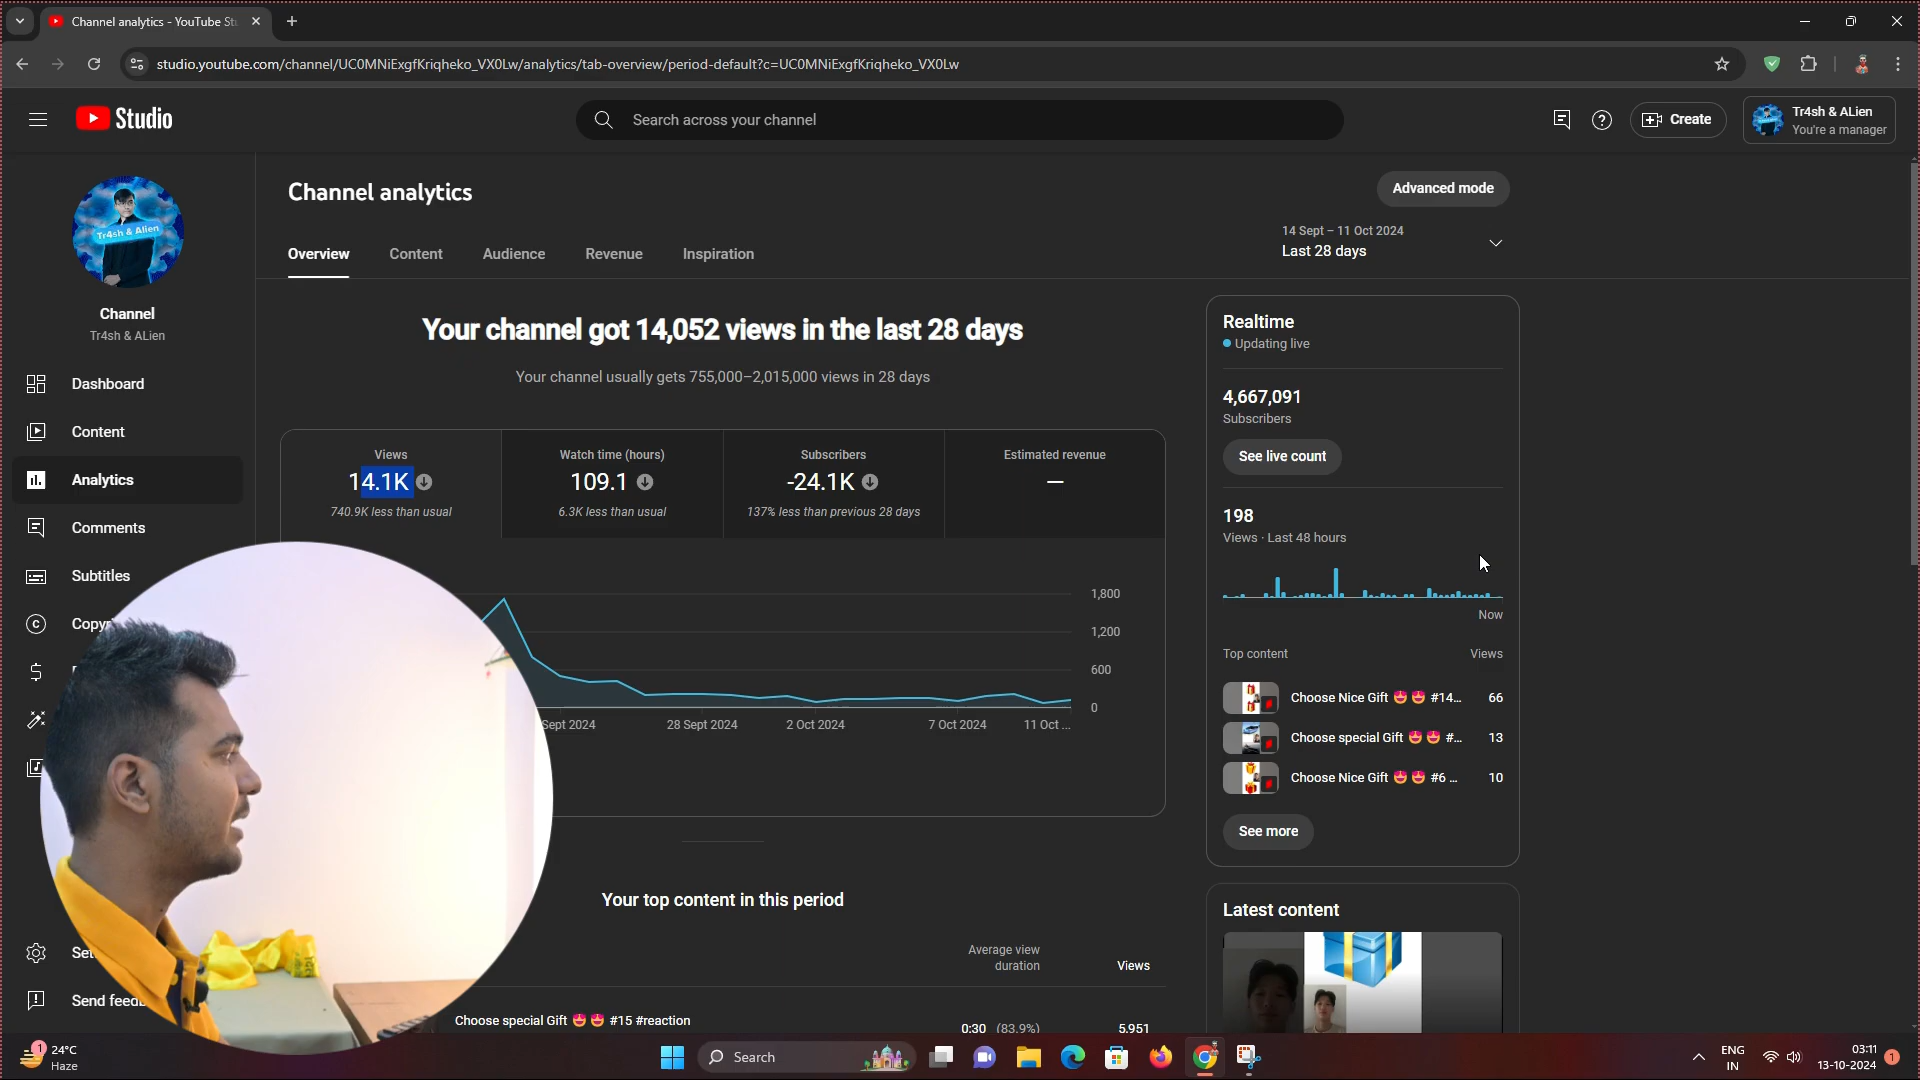 Channel analytics - YouTube St
studio.youtube.com/channel/UC0MNiExgfKriqheko_VX0Lw/analytics/tab-overview/period-default?c=UC0MNiExgfKriqheko_VX0Lw
Studio
Search across your channel
Create
Tr4sh & ALien
You're a manager
Tr4sh & Alien
Channel
Tr4sh & ALien
Dashboard
Content
Analytics
Comments
Subtitles
Copyr
Set
Send feedb
Channel analytics
Advanced mode
Overview
Content
Audience
Revenue
Inspiration
14 Sept – 11 Oct 2024
Last 28 days
Your channel got 14,052 views in the last 28 days
Your channel usually gets 755,000–2,015,000 views in 28 days
Views
14.1K
740.9K less than usual
Watch time (hours)
109.1
6.3K less than usual
Subscribers
-24.1K
137% less than previous 28 days
Estimated revenue
—
1,800
1,200
600
0
Sept 2024
28 Sept 2024
2 Oct 2024
7 Oct 2024
11 Oct ...
Your top content in this period
Average view
duration
Views
Choose special Gift 😍 😍 #15 #reaction
0:30 (83.9%)
5,951
Realtime
Updating live
4,667,091
Subscribers
See live count
198
Views · Last 48 hours
Now
Top content
Views
Choose Nice Gift 😍 😍 #14...
66
Choose special Gift 😍 😍 #...
13
Choose Nice Gift 😍 😍 #6 ...
10
See more
Latest content
1
24°C
Haze
Search
ENG
IN
03:11
13-10-2024
1